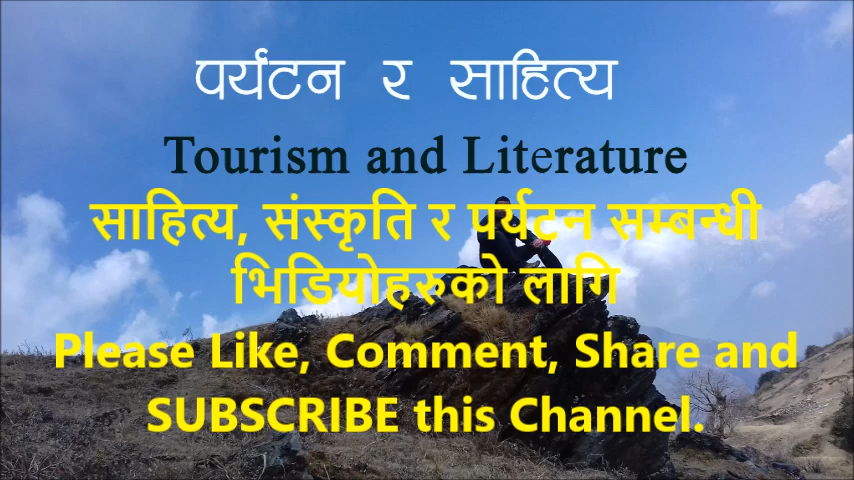 पर्यटन र साहित्य
Tourism and Literature
साहित्य, संस्कृति र पर्यटन सम्बन्धी
भिडियोहरुको लागि
Please Like, Comment, Share and
SUBSCRIBE this Channel.